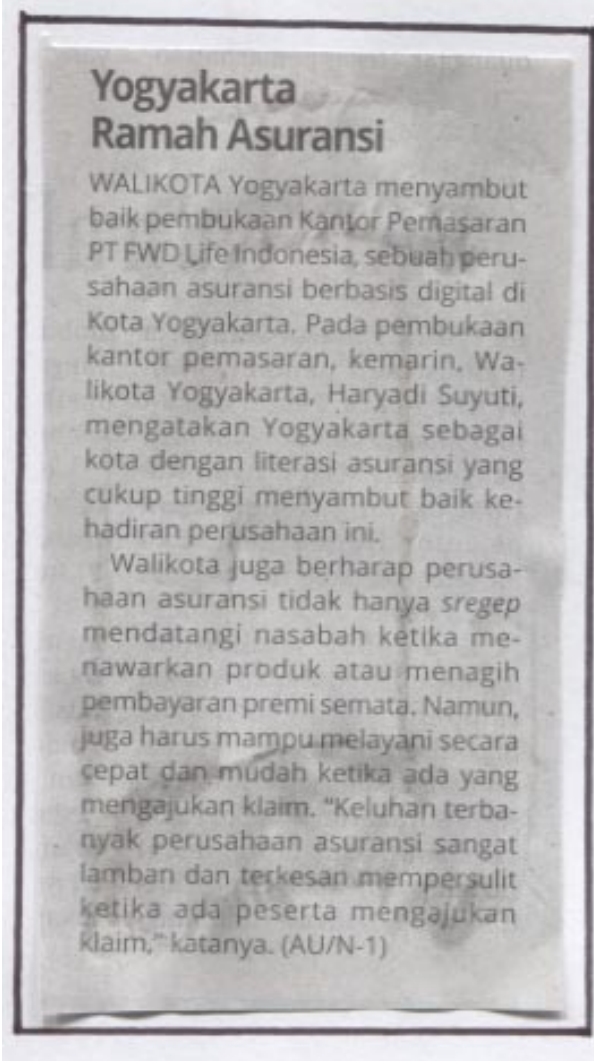 Yogyakarta
Ramah Asuransi
WALIKOTA Yogyakarta menyambut
baik pembukaan Kantor Pemasaran
PT FWD Life Indonesia, sebuah peru-
sahaan asuransi berbasis digital di
Kota Yogyakarta. Pada pembukaan
kantor pemasaran, kemarin, Wa-
likota Yogyakarta, Haryadi Suyuti,
mengatakan Yogyakarta sebagai
kota dengan literasi asuransi yang
cukup tinggi menyambut baik ke-
hadiran perusahaan ini.
Walikota juga berharap perusa-
haan asuransi tidak hanya sregep
mendatangi nasabah ketika me-
nawarkan produk atau menagih
pembayaran premi semata. Namun,
juga harus mampu melayani secara
cepat dan mudah ketika ada yang
mengajukan klaim. “Keluhan terba-
nyak perusahaan asuransi sangat
lamban dan terkesan mempersulit
ketika ada peserta mengajukan
klaim,” katanya. (AU/N-1)